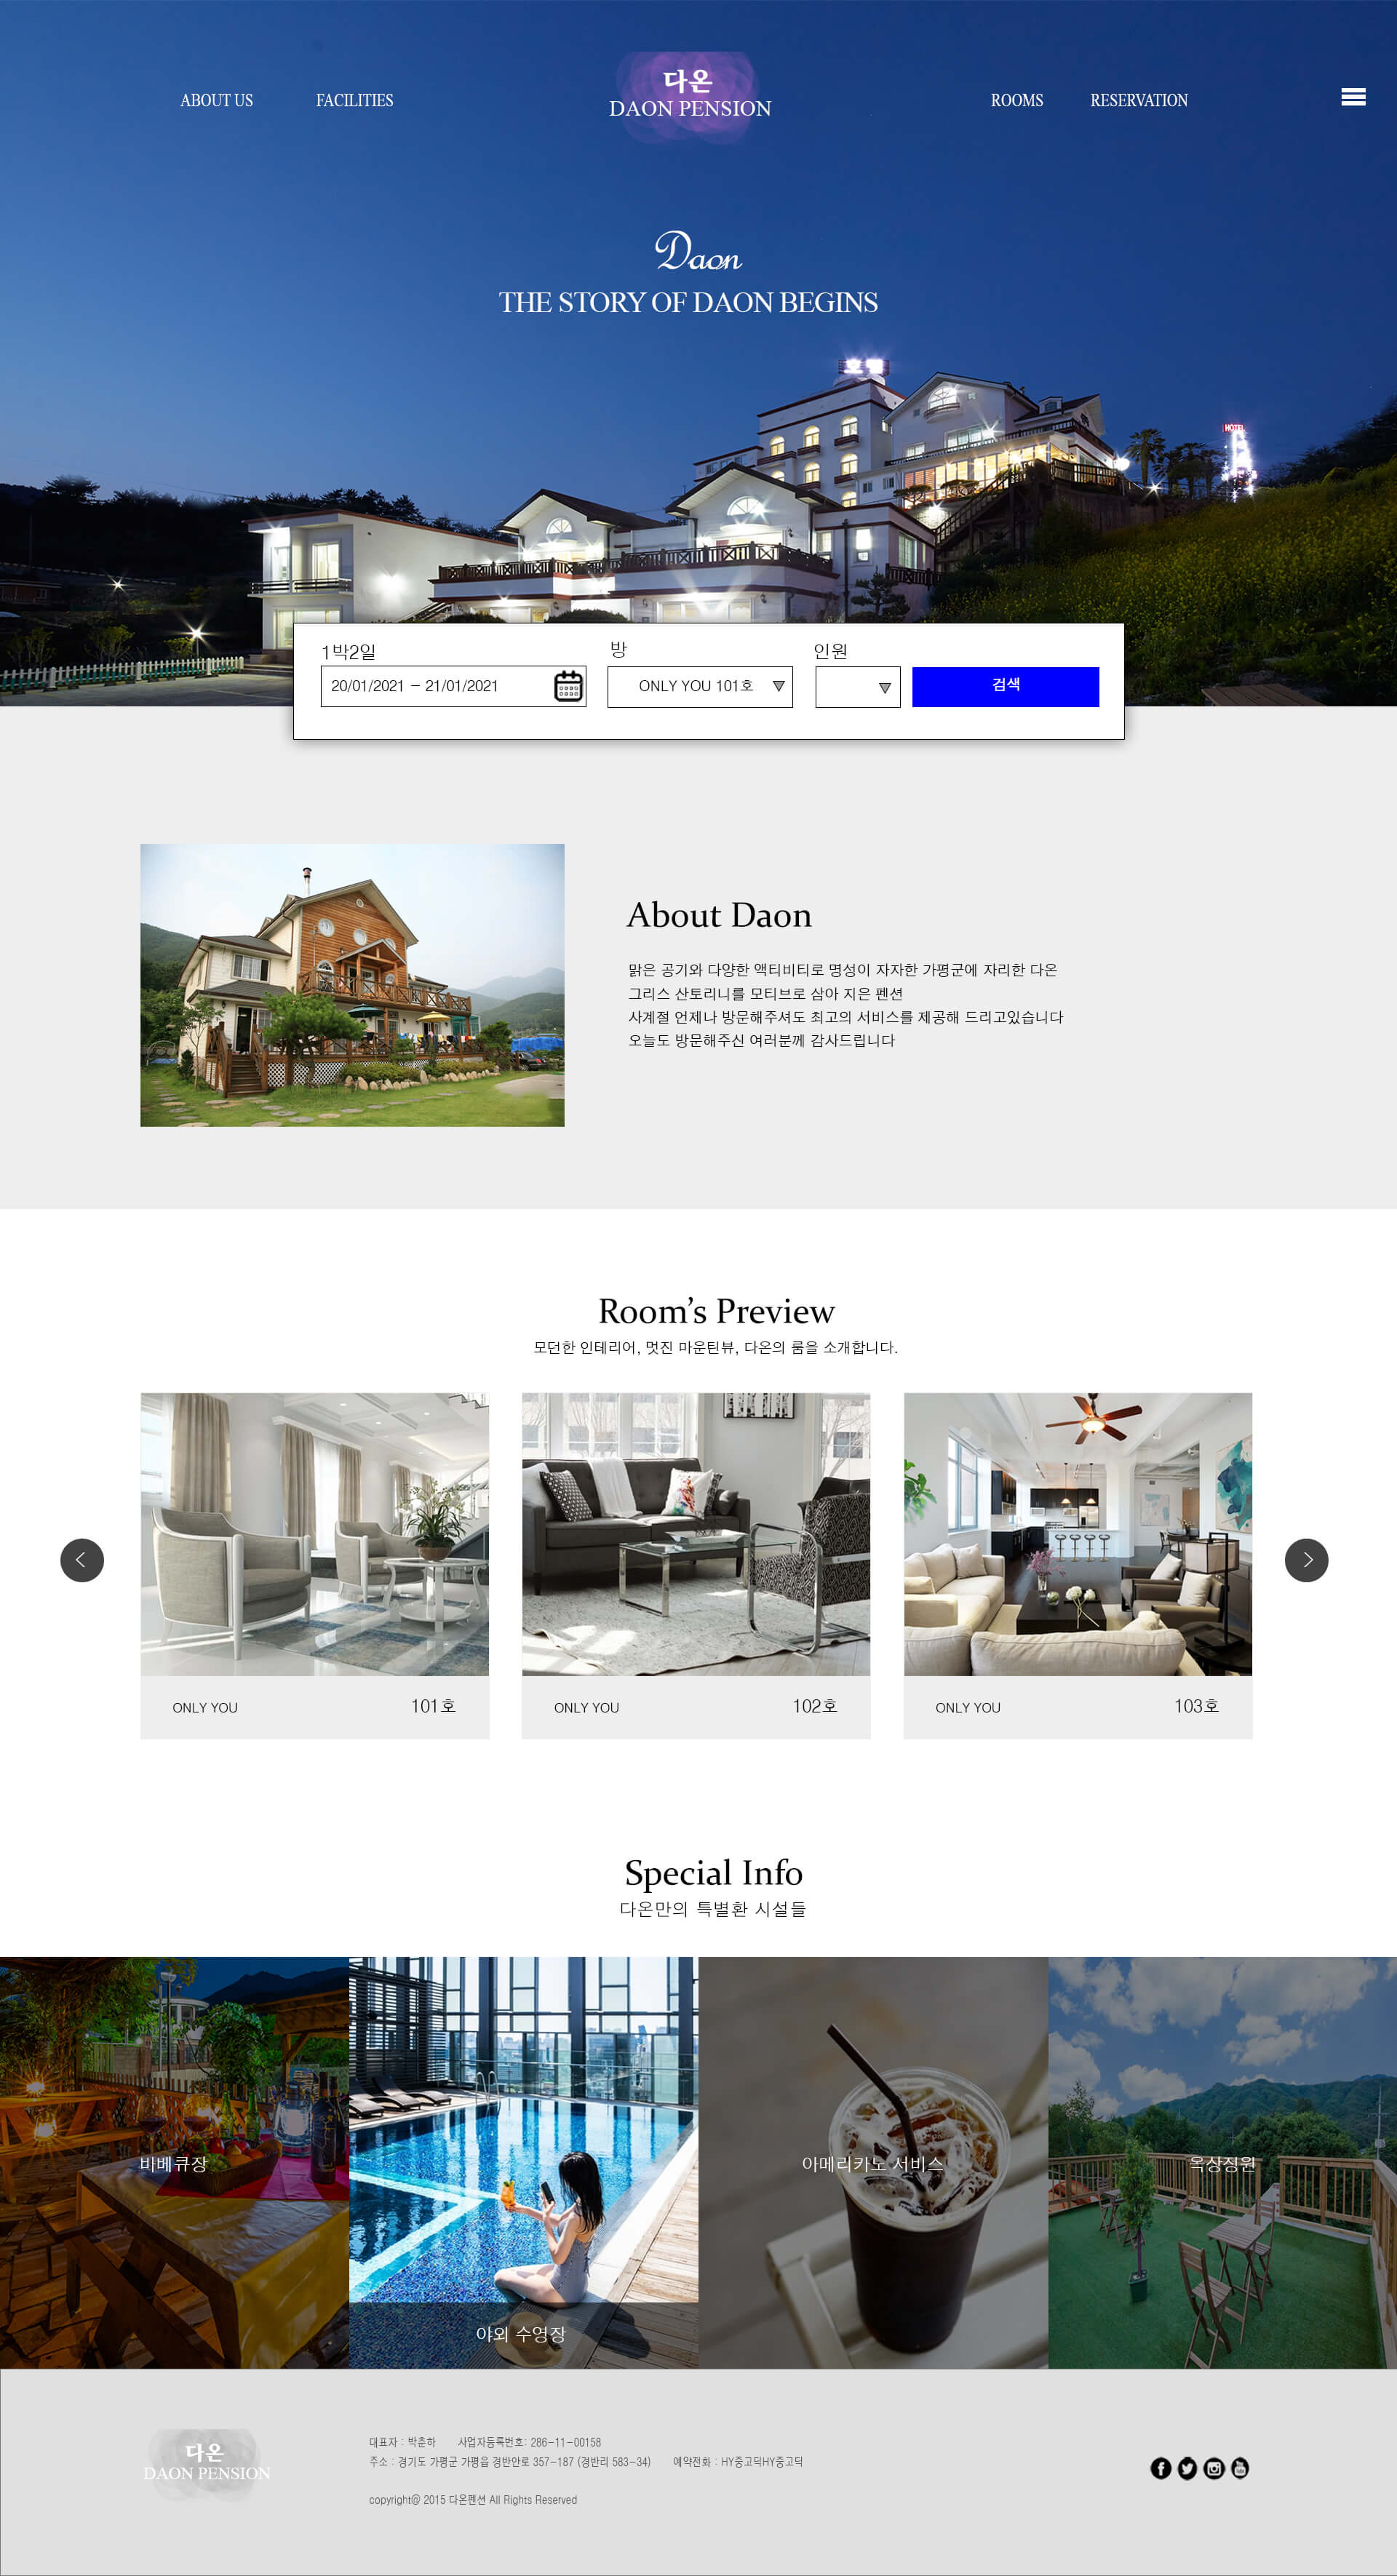 ABOUT US
FACILITIES
다온
DAON PENSION
ROOMS
RESERVATION
Daon
THE STORY OF DAON BEGINS
호텔
HOTEL
1박2일
방
인원
20/01/2021 - 21/01/2021
ONLY YOU 101호
검색
About Daon
맑은 공기와 다양한 액티비티로 명성이 자자한 가평군에 자리한 다온
그리스 산토리니를 모티브로 삼아 지은 펜션
사계절 언제나 방문해주셔도 최고의 서비스를 제공해 드리고있습니다
오늘도 방문해주신 여러분께 감사드립니다
Room's Preview
모던한 인테리어, 멋진 마운틴뷰, 다온의 룸을 소개합니다.
ONLY YOU
101호
ONLY YOU
102호
ONLY YOU
103호
Special Info
다온만의 특별환 시설들
바베큐장
야외 수영장
아메리카노 서비스
옥상정원
다온
DAON PENSION
대표자 : 박춘하 사업자등록번호: 286-11-00158
주소 : 경기도 가평군 가평읍 경반안로 357-187 (경반리 583-34) 예약전화 : HY중고딕HY중고딕
copyright@ 2015 다온펜션 All Rights Reserved